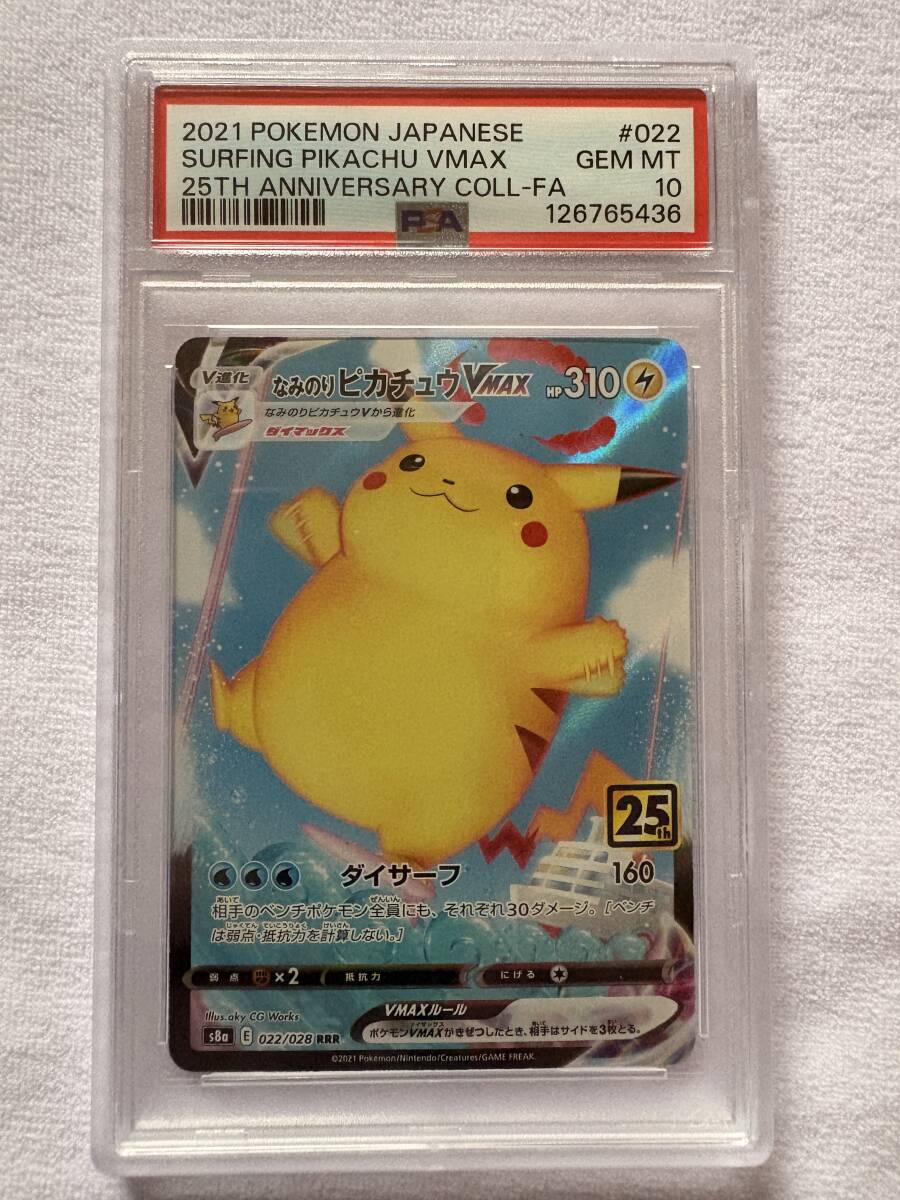 2021 POKEMON JAPANESE #022
SURFING PIKACHU VMAX GEM MT
25TH ANNIVERSARY COLL-FA 10
PSA 126765436
V進化
なみのりピカチュウVMAX HP310
なみのりピカチュウVから進化
ダイマックス
25th
ダイサーフ 160
相手のベンチポケモン全員にも、それぞれ30ダメージ。[ベンチ
は弱点・抵抗力を計算しない。]
弱点 ×2 抵抗力 にげる
Illus.aky CG Works
VMAXルール
ポケモンVMAXがきぜつしたとき、相手はサイドを3枚とる。
s8a E 022/028 RRR
©2021 Pokémon/Nintendo/Creatures/GAME FREAK.